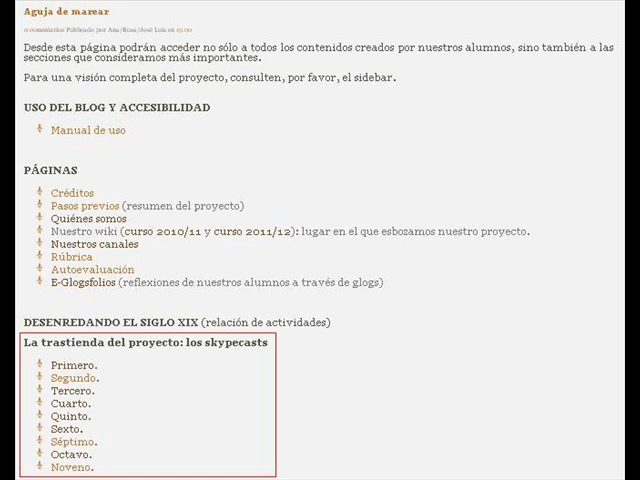 Aguja de marear
0 comentarios Publicado por Ana/Rosa/José Luis en 19:00
Desde esta página podrán acceder no sólo a todos los contenidos creados por nuestros alumnos, sino también a las
secciones que consideramos más importantes.
Para una visión completa del proyecto, consulten, por favor, el sidebar.
USO DEL BLOG Y ACCESIBILIDAD
Manual de uso
PÁGINAS
Créditos
Pasos previos (resumen del proyecto)
Quiénes somos
Nuestro wiki (curso 2010/11 y curso 2011/12): lugar en el que esbozamos nuestro proyecto.
Nuestros canales
Rúbrica
Autoevaluación
E-Glogsfolios (reflexiones de nuestros alumnos a través de glogs)
DESENREDANDO EL SIGLO XIX (relación de actividades)
La trastienda del proyecto: los skypecasts
Primero.
Segundo.
Tercero.
Cuarto.
Quinto.
Sexto.
Séptimo.
Octavo.
Noveno.